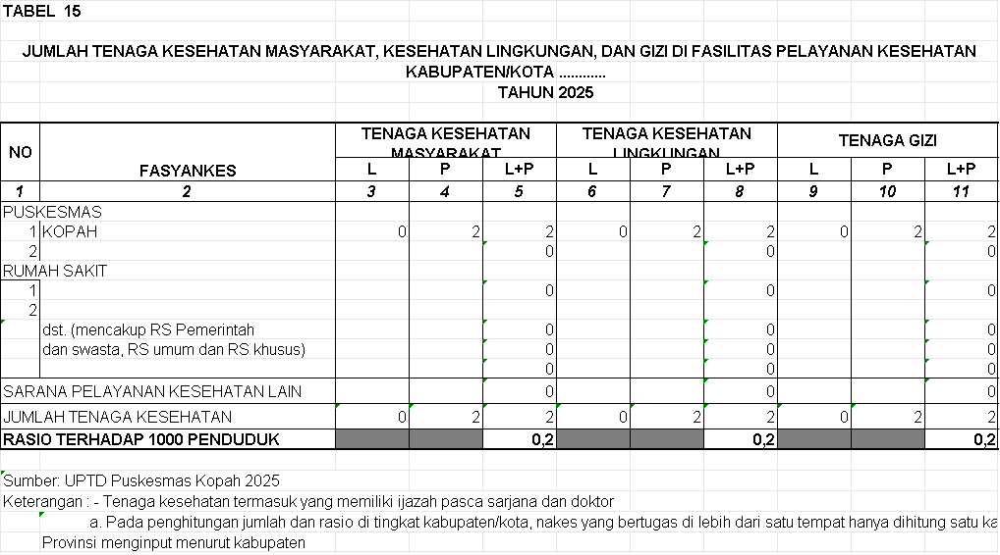 TABEL 15
JUMLAH TENAGA KESEHATAN MASYARAKAT, KESEHATAN LINGKUNGAN, DAN GIZI DI FASILITAS PELAYANAN KESEHATAN
KABUPATEN/KOTA ............
TAHUN 2025
NO FASYANKES TENAGA KESEHATAN MASYARAKAT TENAGA KESEHATAN LINGKUNGAN TENAGA GIZI
L P L+P L P L+P L P L+P
1 2 3 4 5 6 7 8 9 10 11
PUSKESMAS
1 KOPAH 0 2 2 0 2 2 0 2 2
2 0 0 0
RUMAH SAKIT
1 0 0 0
2
dst. (mencakup RS Pemerintah 0 0 0
dan swasta, RS umum dan RS khusus) 0 0 0
0 0 0
SARANA PELAYANAN KESEHATAN LAIN 0 0 0
JUMLAH TENAGA KESEHATAN 0 2 2 0 2 2 0 2 2
RASIO TERHADAP 1000 PENDUDUK 0,2 0,2 0,2
Sumber: UPTD Puskesmas Kopah 2025
Keterangan : - Tenaga kesehatan termasuk yang memiliki ijazah pasca sarjana dan doktor
a. Pada penghitungan jumlah dan rasio di tingkat kabupaten/kota, nakes yang bertugas di lebih dari satu tempat hanya dihitung satu ka
Provinsi menginput menurut kabupaten